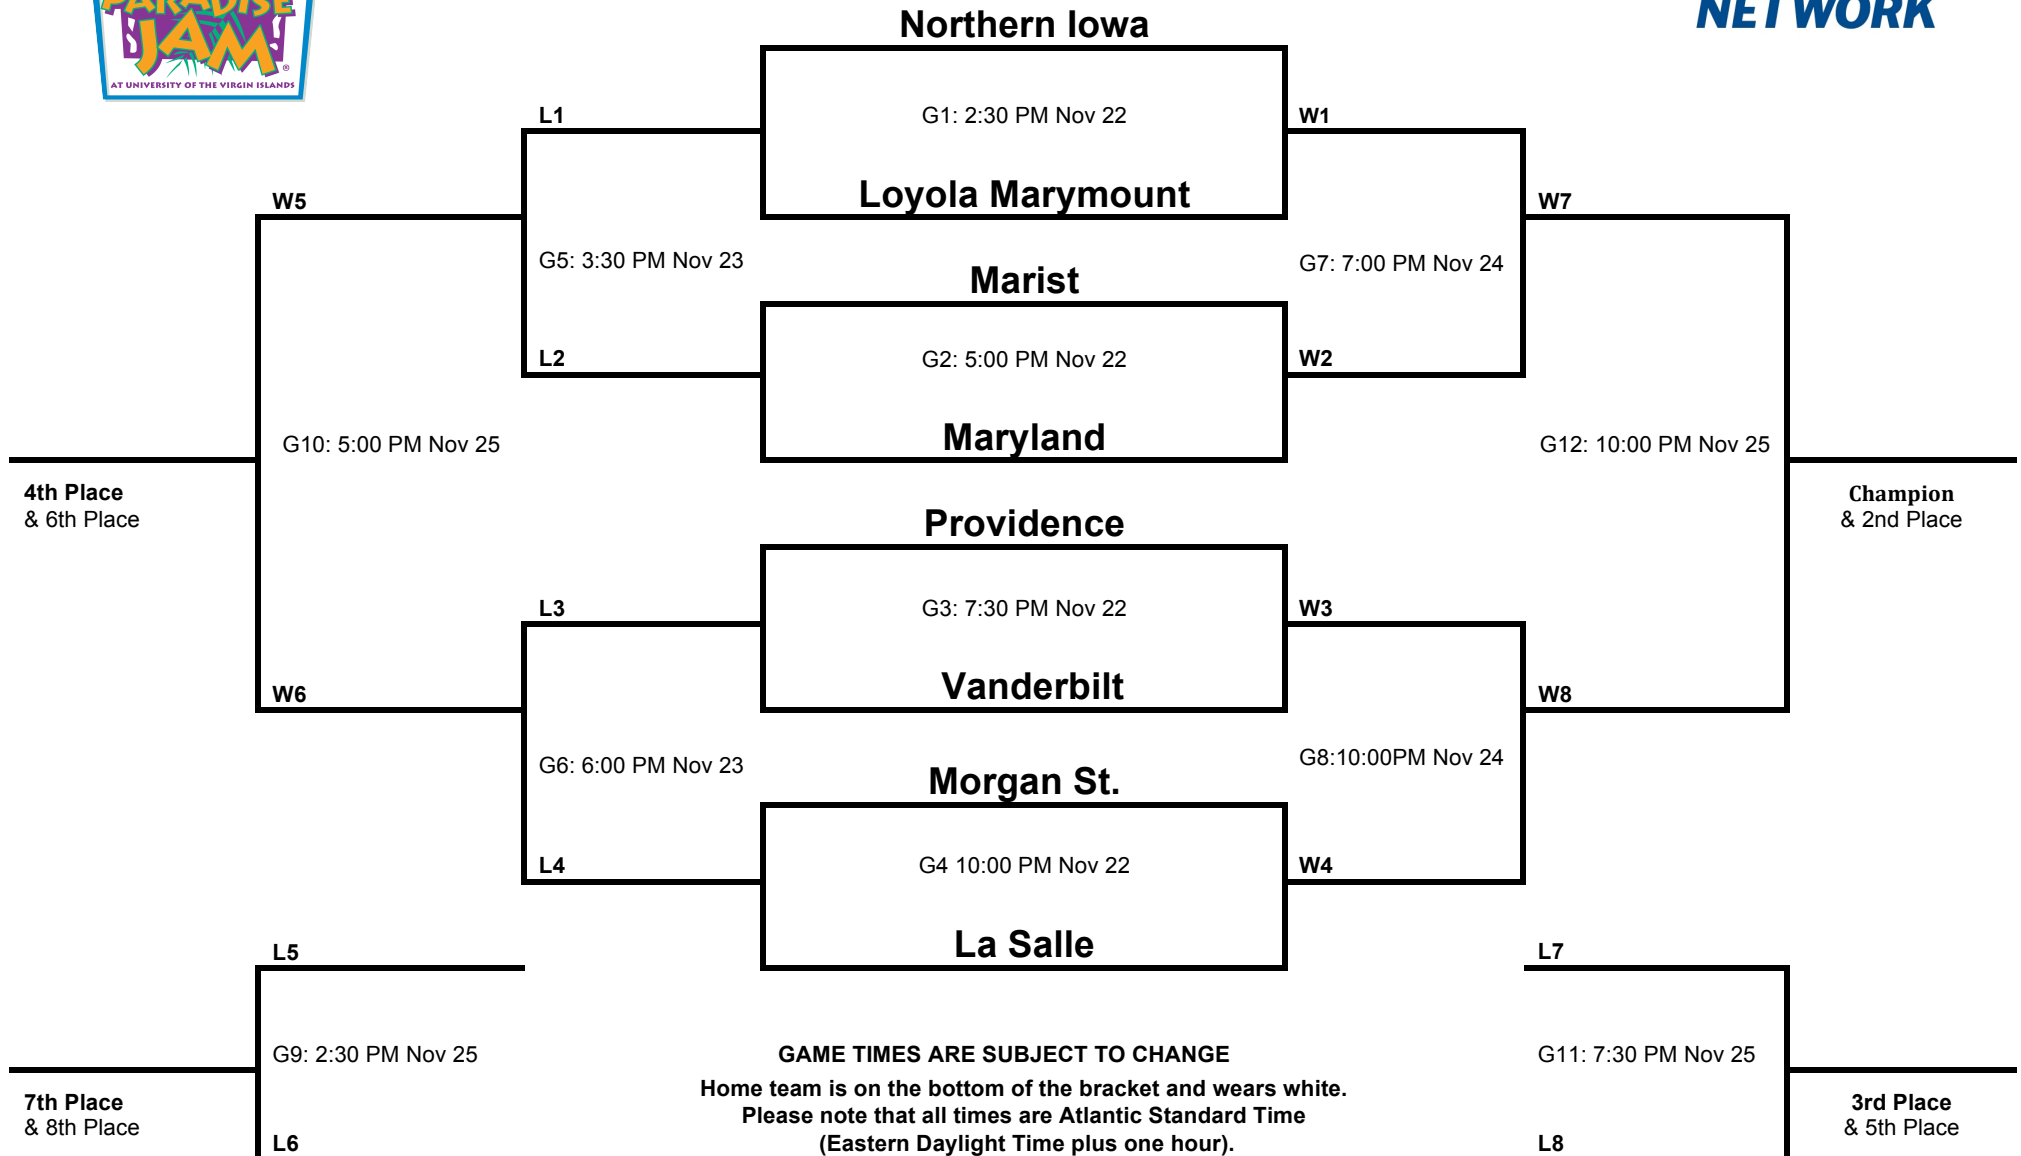 PARADISE
JAM
®
AT UNIVERSITY OF THE VIRGIN ISLANDS
NETWORK
Northern Iowa
L1
G1: 2:30 PM Nov 22
W1
Loyola Marymount
W5
W7
G5: 3:30 PM Nov 23
G7: 7:00 PM Nov 24
Marist
L2
G2: 5:00 PM Nov 22
W2
Maryland
G10: 5:00 PM Nov 25
G12: 10:00 PM Nov 25
4th Place
& 6th Place
Champion
& 2nd Place
Providence
L3
G3: 7:30 PM Nov 22
W3
Vanderbilt
W6
W8
G6: 6:00 PM Nov 23
G8:10:00PM Nov 24
Morgan St.
L4
G4 10:00 PM Nov 22
W4
La Salle
L5
L7
G9: 2:30 PM Nov 25
GAME TIMES ARE SUBJECT TO CHANGE
G11: 7:30 PM Nov 25
Home team is on the bottom of the bracket and wears white.
Please note that all times are Atlantic Standard Time
(Eastern Daylight Time plus one hour).
7th Place
& 8th Place
3rd Place
& 5th Place
L6
L8